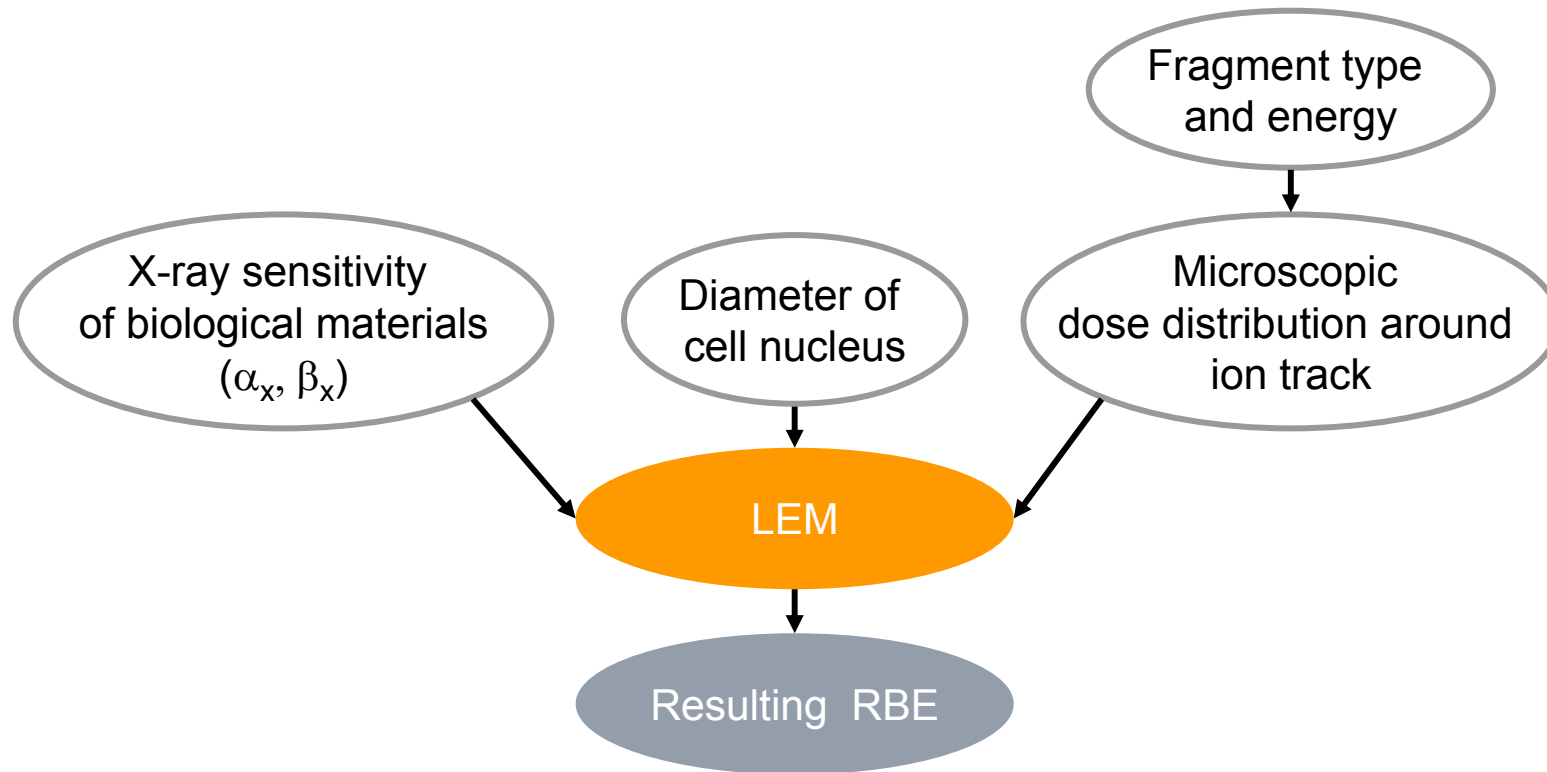 Fragment type
and energy
X-ray sensitivity
of biological materials
(αx, βx)
Diameter of
cell nucleus
Microscopic
dose distribution around
ion track
LEM
Resulting RBE